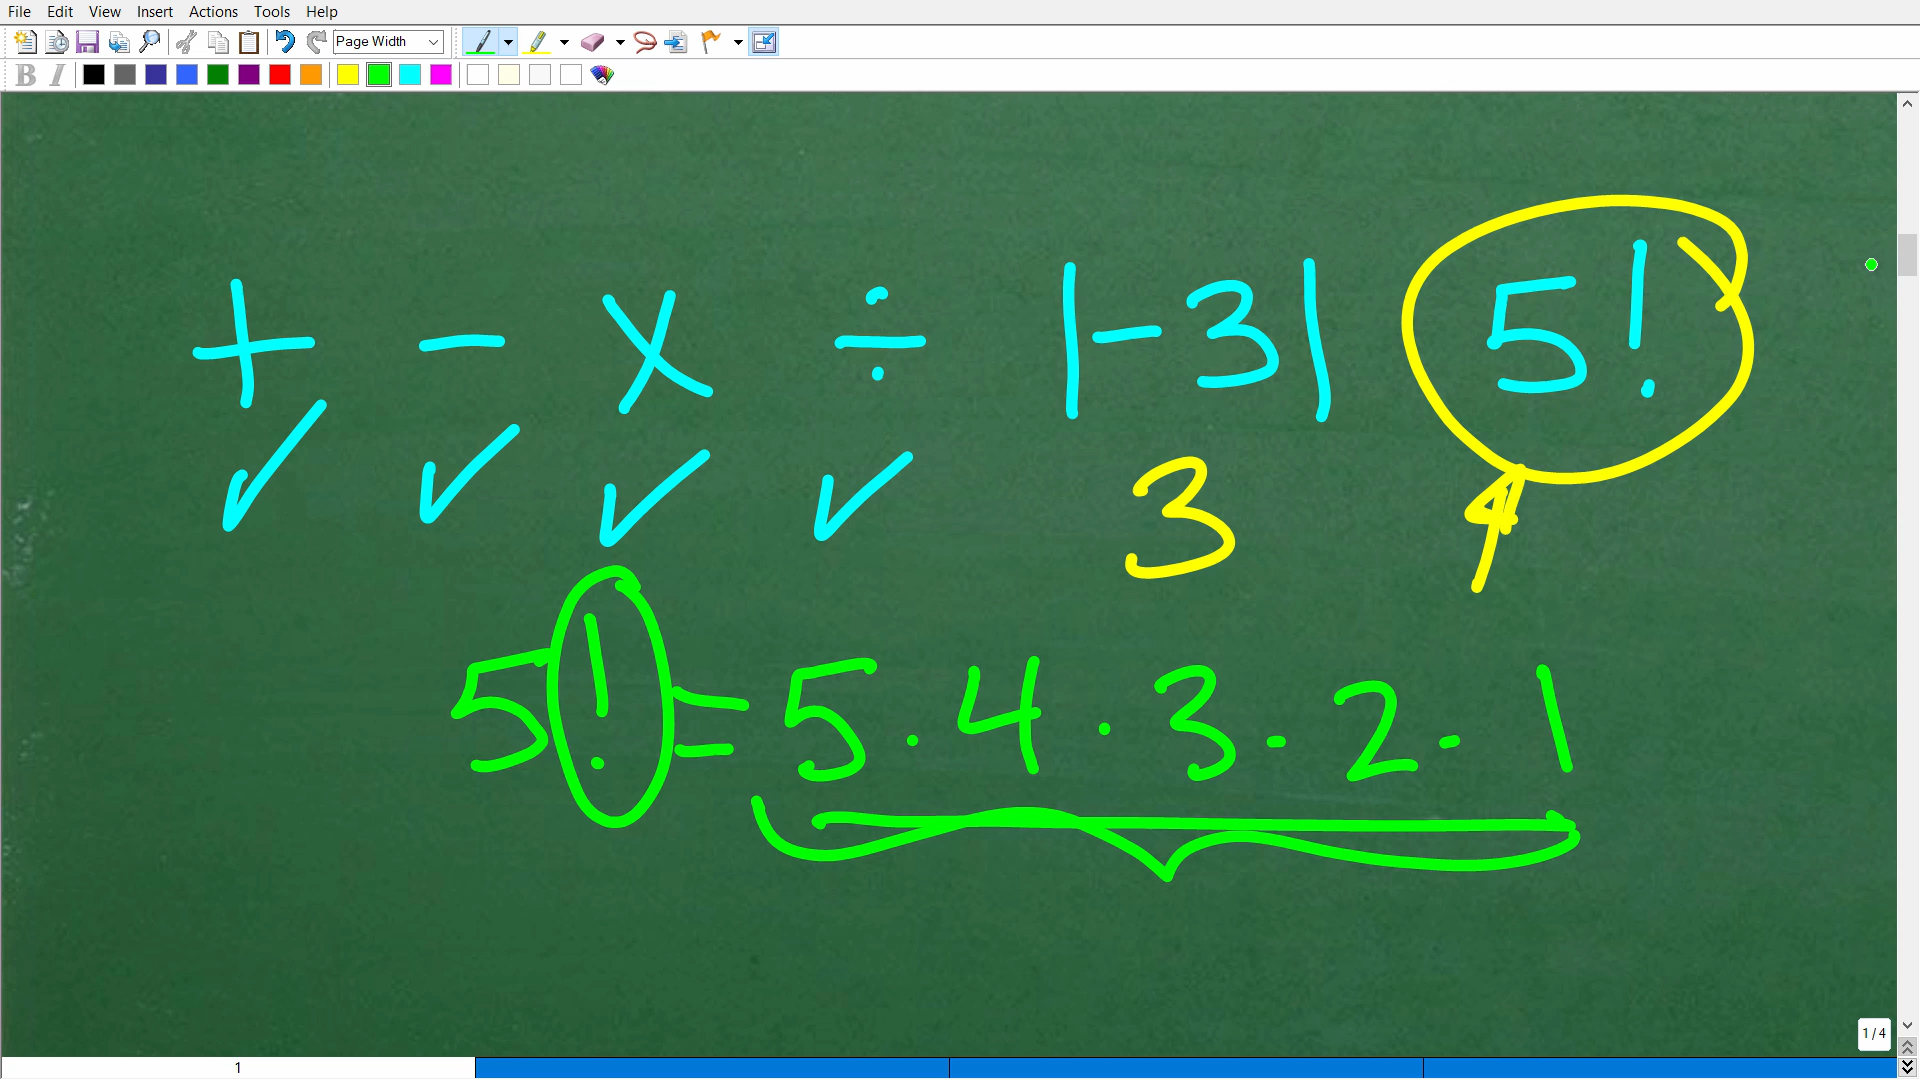 File Edit View Insert Actions Tools Help
Page Width
B I
+ − × ÷ |−3| 5!
✓ ✓ ✓ ✓ 3
5! = 5 · 4 · 3 · 2 · 1
1 / 4
1